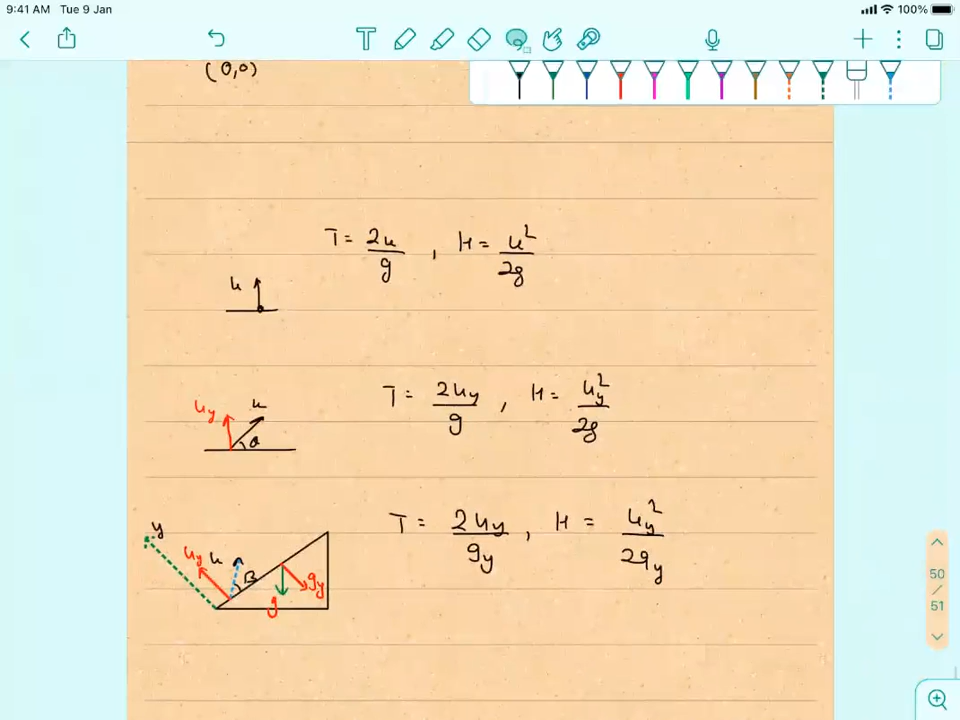 9:41 AM Tue 9 Jan 100%
T
(0,0)
T = 2u/g , H = u²/2g
u
T = 2u_y/g , H = u_y²/2g
u_y u
θ
T = 2u_y/g_y , H = u_y²/2g_y
y
u_y u β
g g_y
50
/
51